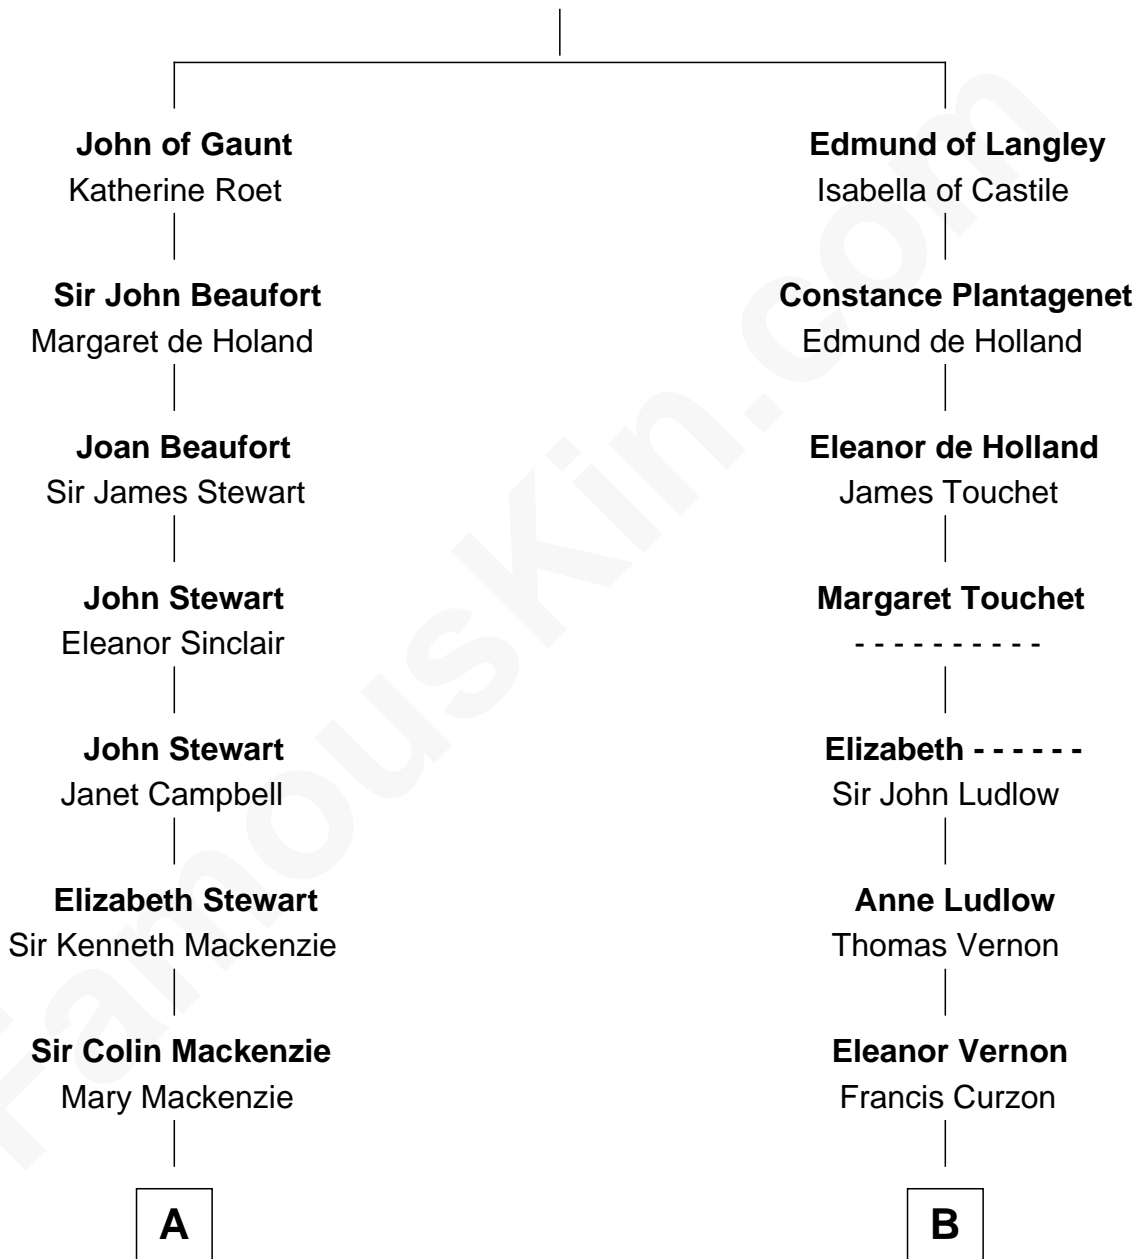 John of Gaunt
Katherine Roet
Sir John Beaufort
Margaret de Holand
Joan Beaufort
Sir James Stewart
John Stewart
Eleanor Sinclair
John Stewart
Janet Campbell
Elizabeth Stewart
Sir Kenneth Mackenzie
Sir Colin Mackenzie
Mary Mackenzie
A
Edmund of Langley
Isabella of Castile
Constance Plantagenet
Edmund de Holland
Eleanor de Holland
James Touchet
Margaret Touchet
- - - - - - - - - -
Elizabeth - - - - - -
Sir John Ludlow
Anne Ludlow
Thomas Vernon
Eleanor Vernon
Francis Curzon
B
FamousKin.com